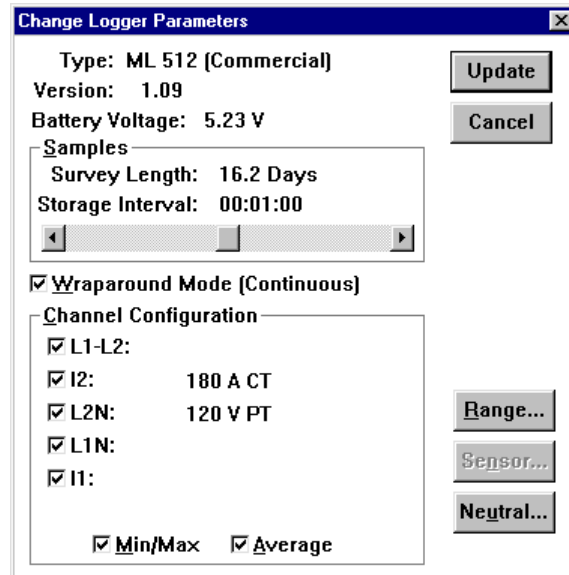 Change Logger Parameters
Type: ML 512 (Commercial)
Version: 1.09
Battery Voltage: 5.23 V
Update
Cancel
Samples
Survey Length: 16.2 Days
Storage Interval: 00:01:00
Wraparound Mode (Continuous)
Channel Configuration
L1-L2:
I2: 180 A CT
L2N: 120 V PT
L1N:
I1:
Min/Max Average
Range...
Sensor...
Neutral...